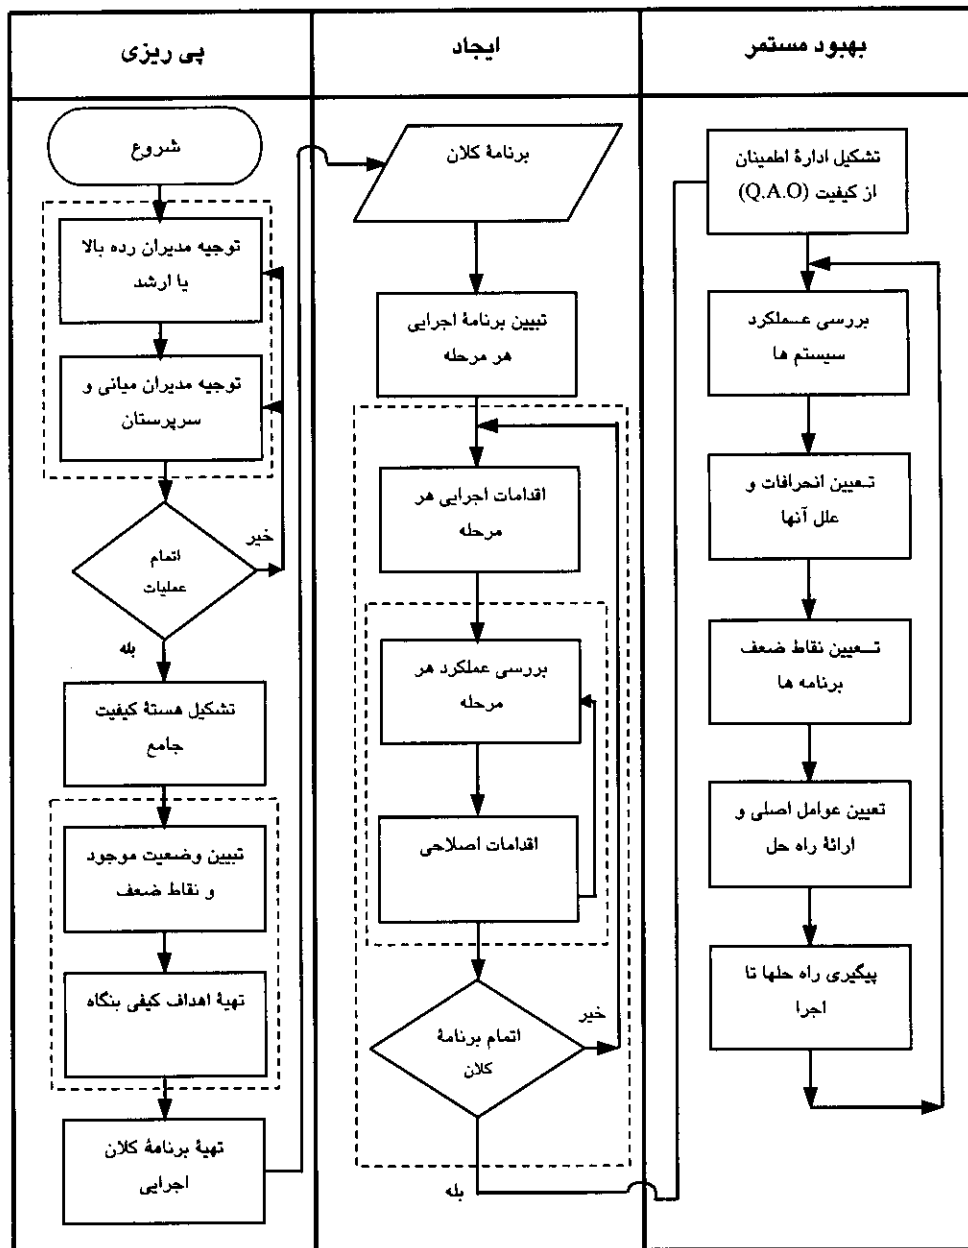 پی ریزی
شروع
توجیه مدیران رده بالا
یا ارشد
توجیه مدیران میانی و
سرپرستان
اتمام
عملیات
خیر
بله
تشکیل هستهٔ کیفیت
جامع
تبیین وضعیت موجود
و نقاط ضعف
تهیهٔ اهداف کیفی بنگاه
تهیهٔ برنامهٔ کلان
اجرایی
ایجاد
برنامهٔ کلان
تبیین برنامهٔ اجرایی
هر مرحله
اقدامات اجرایی هر
مرحله
بررسی عملکرد هر
مرحله
اقدامات اصلاحی
اتمام برنامهٔ
کلان
خیر
بله
بهبود مستمر
تشکیل ادارهٔ اطمینان
از کیفیت (Q.A.O)
بررسی عـملکرد
سیستم ها
تـعیین انحرافات و
علل آنها
تــعیین نقاط ضعف
برنامه ها
تعیین عوامل اصلی و
ارائهٔ راه حل
پیگیری راه حلها تا
اجرا